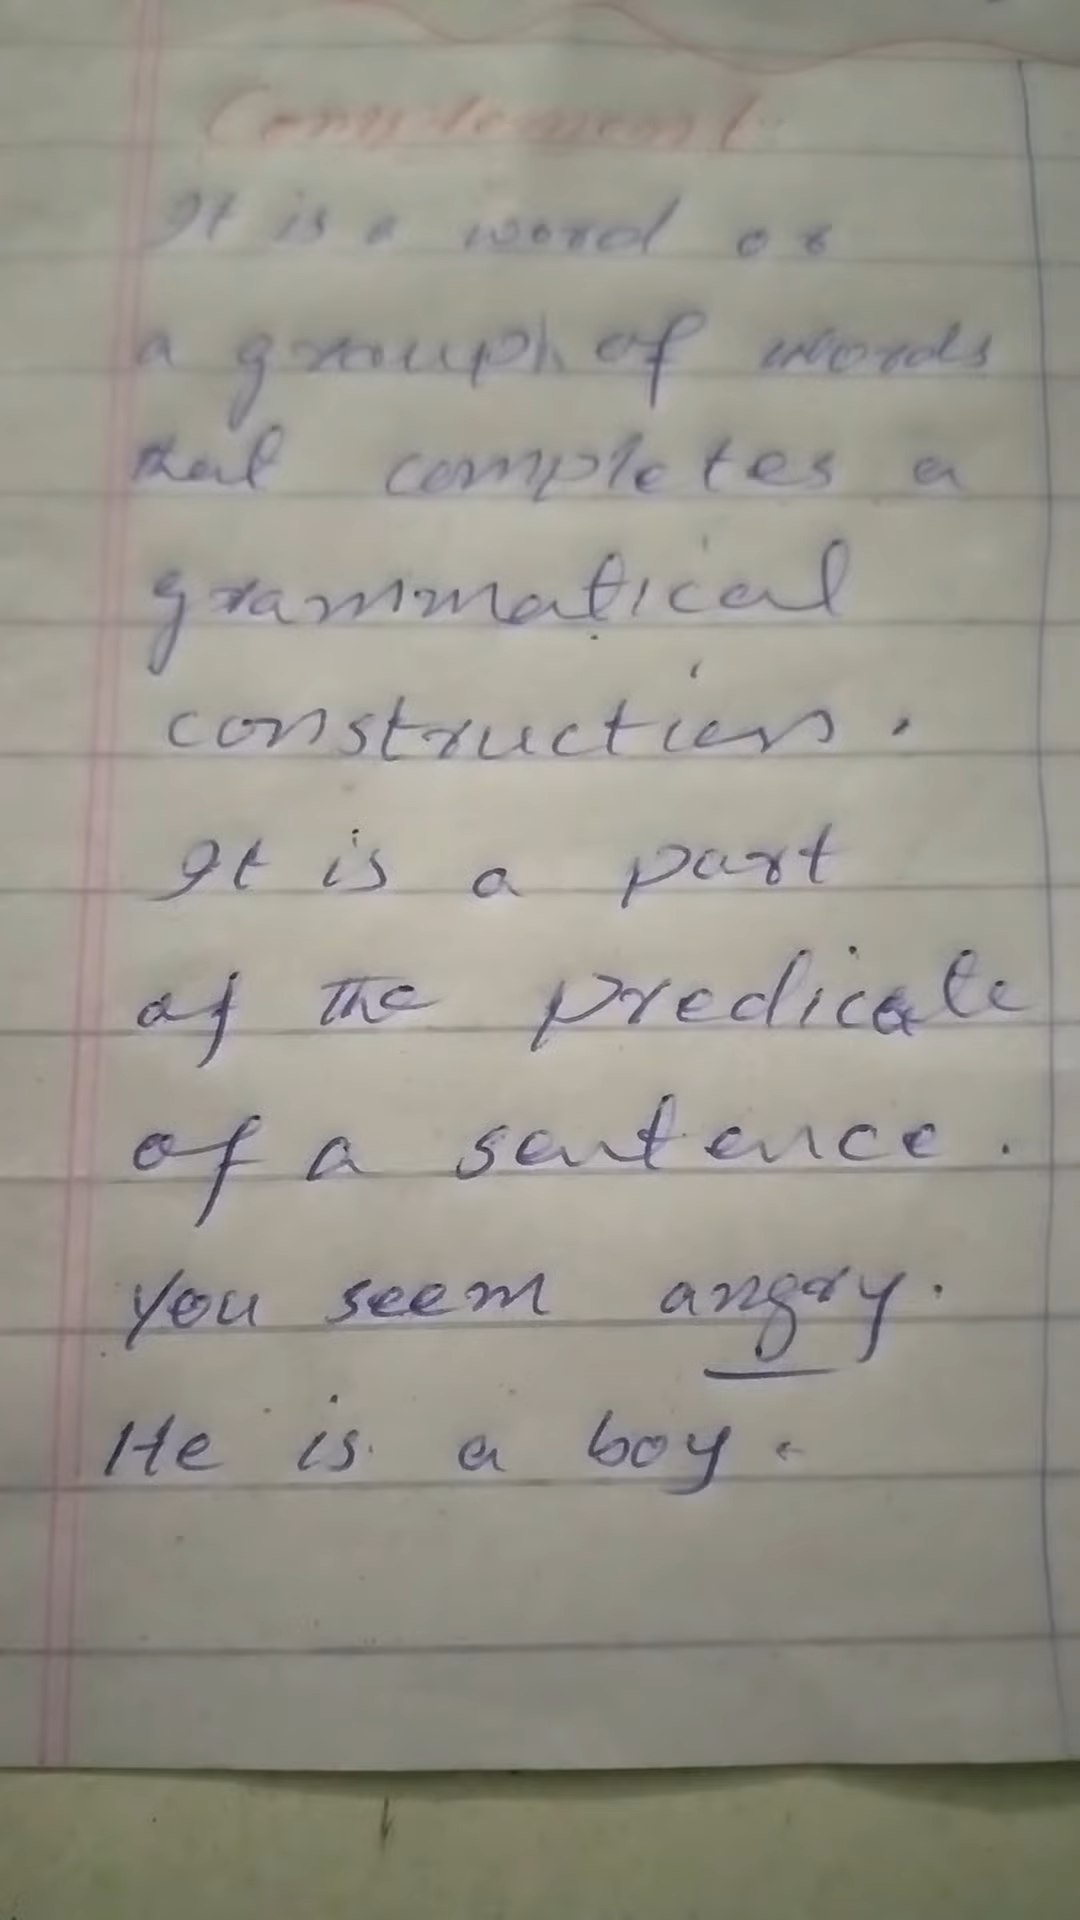 Complement
It is a word or
a group of words
that completes a
grammatical
construction.
It is a part
of the predicate
of a sentence.
You seem angry.
He is a boy.